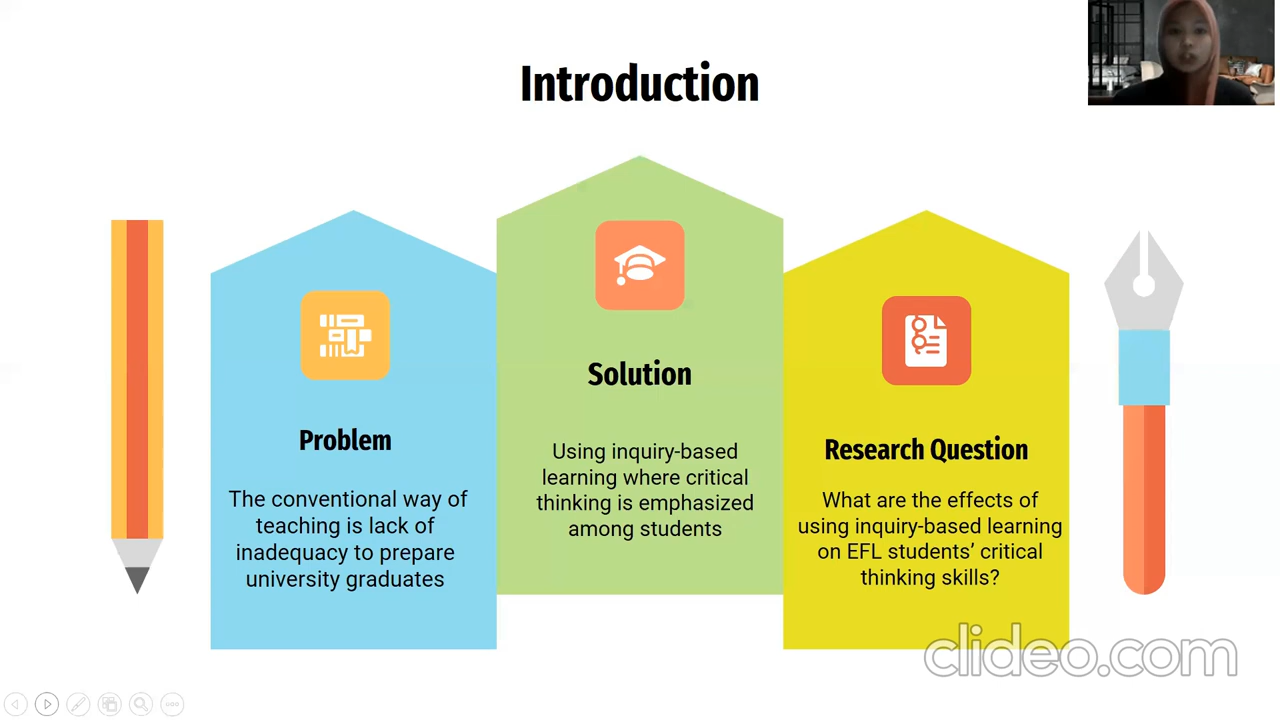 Introduction
Problem
The conventional way of
teaching is lack of
inadequacy to prepare
university graduates
Solution
Using inquiry-based
learning where critical
thinking is emphasized
among students
Research Question
What are the effects of
using inquiry-based learning
on EFL students’ critical
thinking skills?
clideo.com